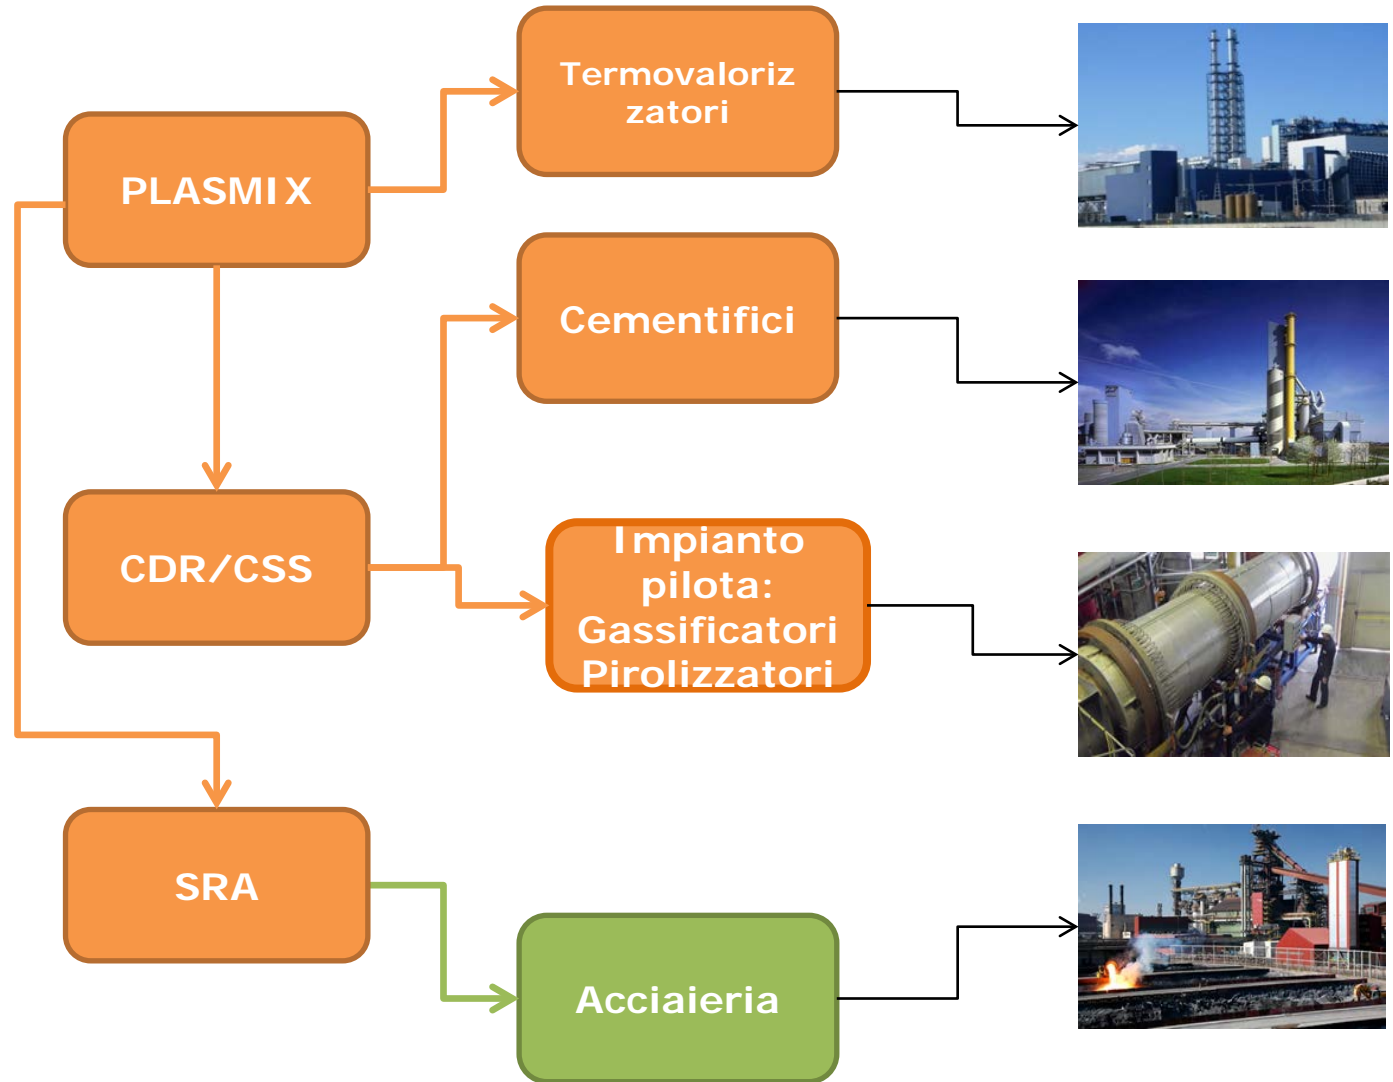 Termovaloriz
zatori
PLASMIX
Cementifici
CDR/CSS
Impianto
pilota:
Gassificatori
Pirolizzatori
SRA
Acciaieria